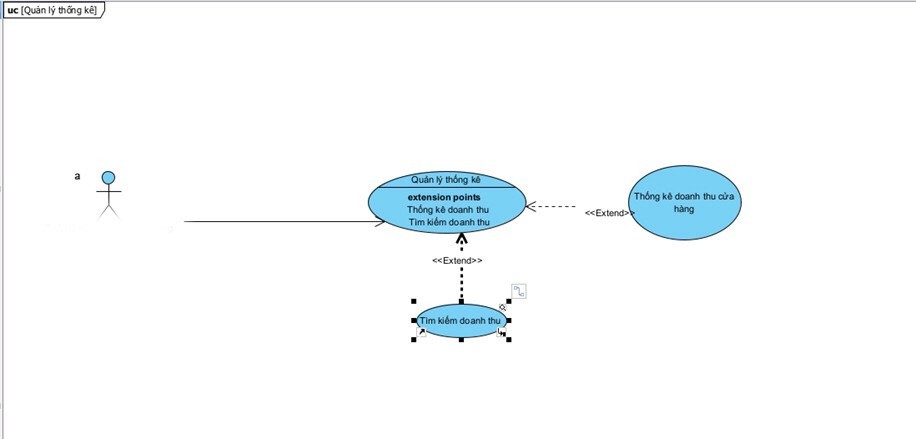 uc [Quản lý thống kê]
a
Quản lý thống kê
extension points
Thống kê doanh thu
Tìm kiếm doanh thu
Thống kê doanh thu cửa
hàng
<<Extend>>
<<Extend>>
Tìm kiếm doanh thu